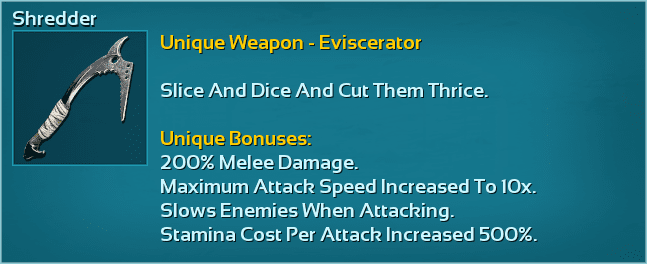 Shredder
Unique Weapon - Eviscerator
Slice And Dice And Cut Them Thrice.
Unique Bonuses:
200% Melee Damage.
Maximum Attack Speed Increased To 10x.
Slows Enemies When Attacking.
Stamina Cost Per Attack Increased 500%.